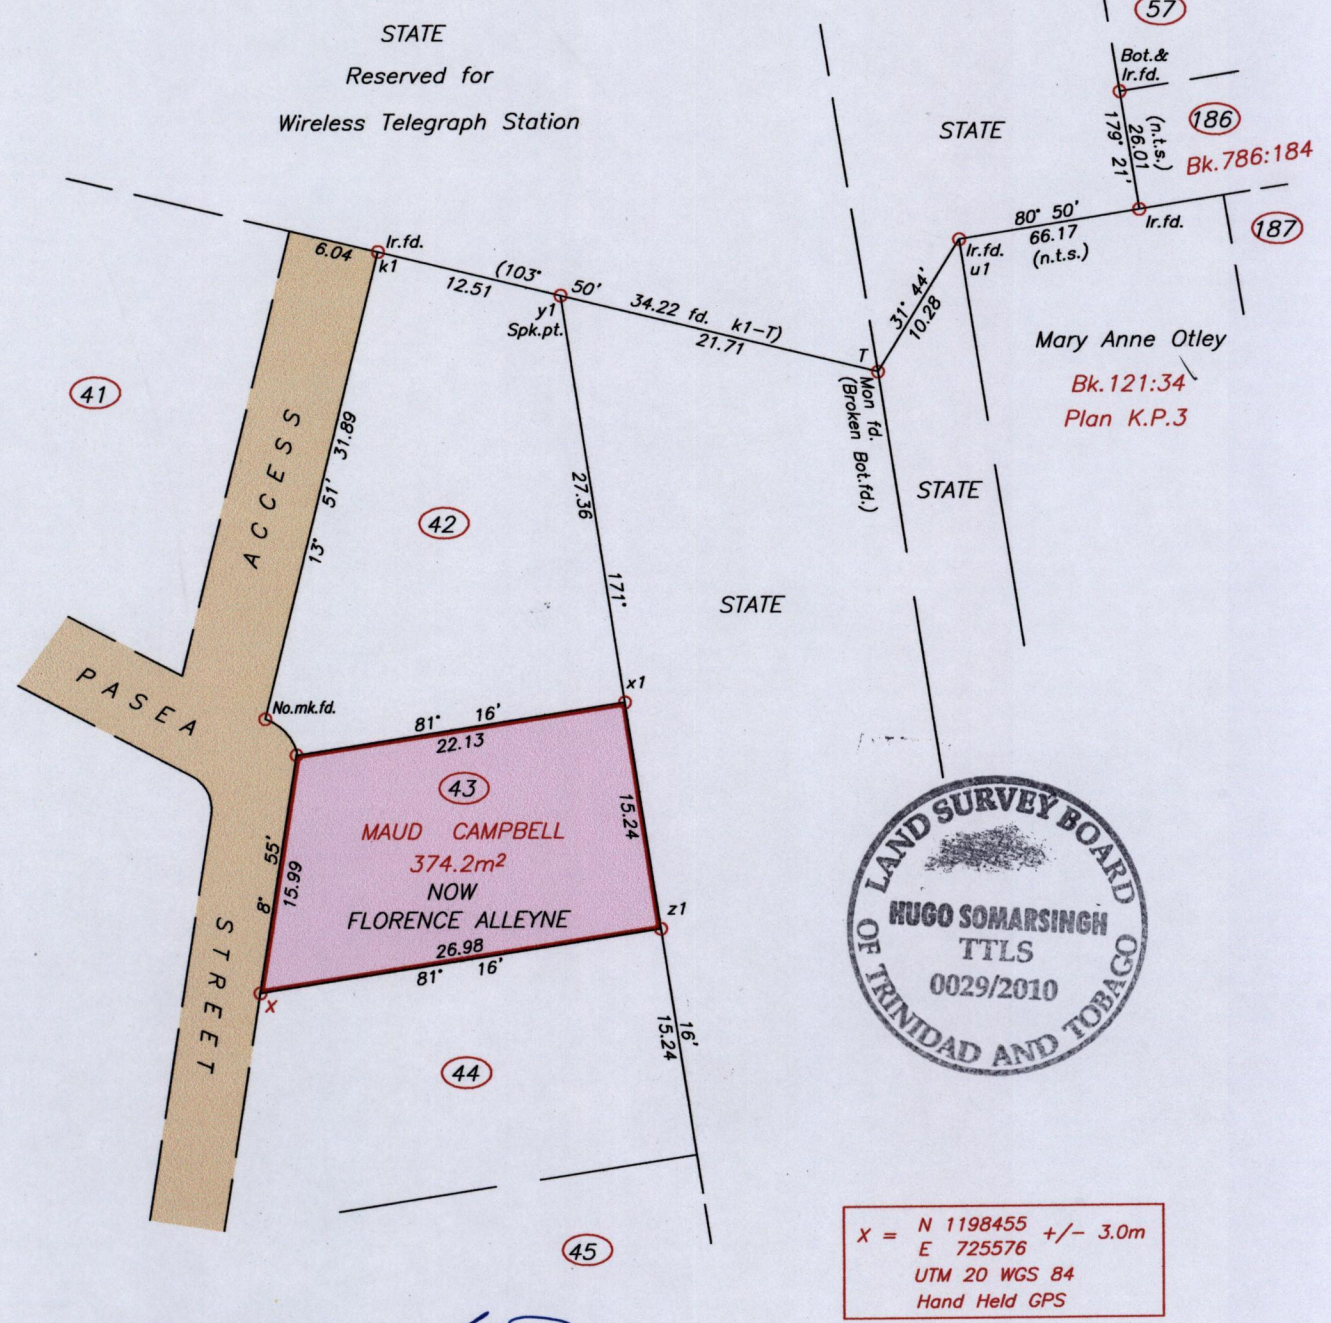 STATE
Reserved for
Wireless Telegraph Station
57
Bot.&
Ir.fd.
STATE
179° 21'
26.01
(n.t.s.)
186
Bk.786:184
6.04
Ir.fd.
k1
(103° 50'
12.51
y1
Spk.pt.
34.22 fd. k1-T)
21.71
T
Mon fd.
(Broken Bot.fd.)
31° 44'
10.28
Ir.fd.
u1
80° 50'
66.17
(n.t.s.)
Ir.fd.
187
Mary Anne Otley
Bk.121:34
Plan K.P.3
41
ACCESS
13° 51' 31.89
42
27.36
171°
STATE
STATE
PASEA
STREET
No.mk.fd.
x1
81° 16'
22.13
43
MAUD CAMPBELL
374.2m²
NOW
FLORENCE ALLEYNE
8° 55'
15.99
15.24
z1
26.98
81° 16'
X
16'
15.24
44
45
LAND SURVEY BOARD
HUGO SOMARSINGH
TTLS
0029/2010
OF TRINIDAD AND TOBAGO
X = N 1198455 +/- 3.0m
E 725576
UTM 20 WGS 84
Hand Held GPS